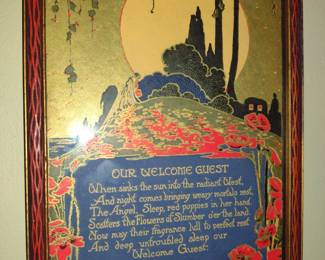 OUR WELCOME GUEST
When sinks the sun into the radiant West,
And night comes bringing weary mortals rest,
The Angel, Sleep, red poppies in her hand,
Scatters the Flowers of Slumber o'er the land.
Now may their fragrance lull to perfect rest
And deep untroubled sleep our
Welcome Guest.